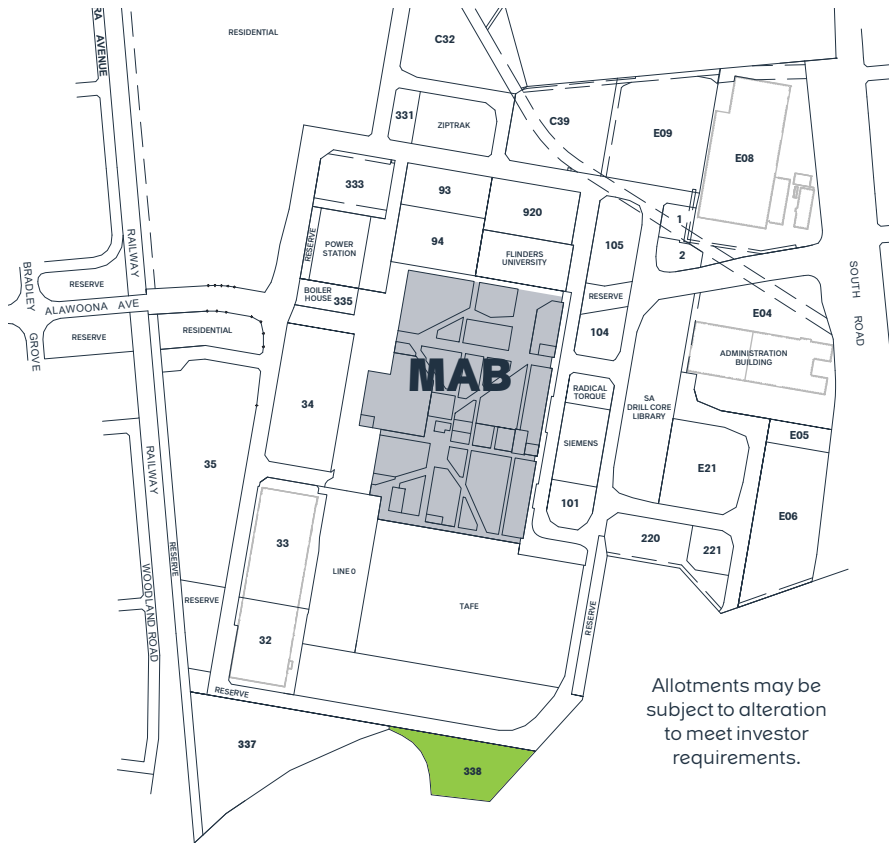 RA AVENUE
RESIDENTIAL
C32
331
ZIPTRAK
C39
E09
E08
333
93
920
1
2
105
94
RESERVE
POWER
STATION
FLINDERS
UNIVERSITY
RAILWAY
BRADLEY
GROVE
RESERVE
ALAWOONA AVE
RESERVE
RESIDENTIAL
BOILER
HOUSE
335
RESERVE
104
SOUTH
ROAD
E04
ADMINISTRATION
BUILDING
MAB
34
RADICAL
TORQUE
SA
DRILL CORE
LIBRARY
SIEMENS
E05
35
RAILWAY
E21
101
E06
33
220
221
RESERVE
LINE 0
WOODLAND ROAD
RESERVE
TAFE
RESERVE
32
RESERVE
337
338
Allotments may be
subject to alteration
to meet investor
requirements.